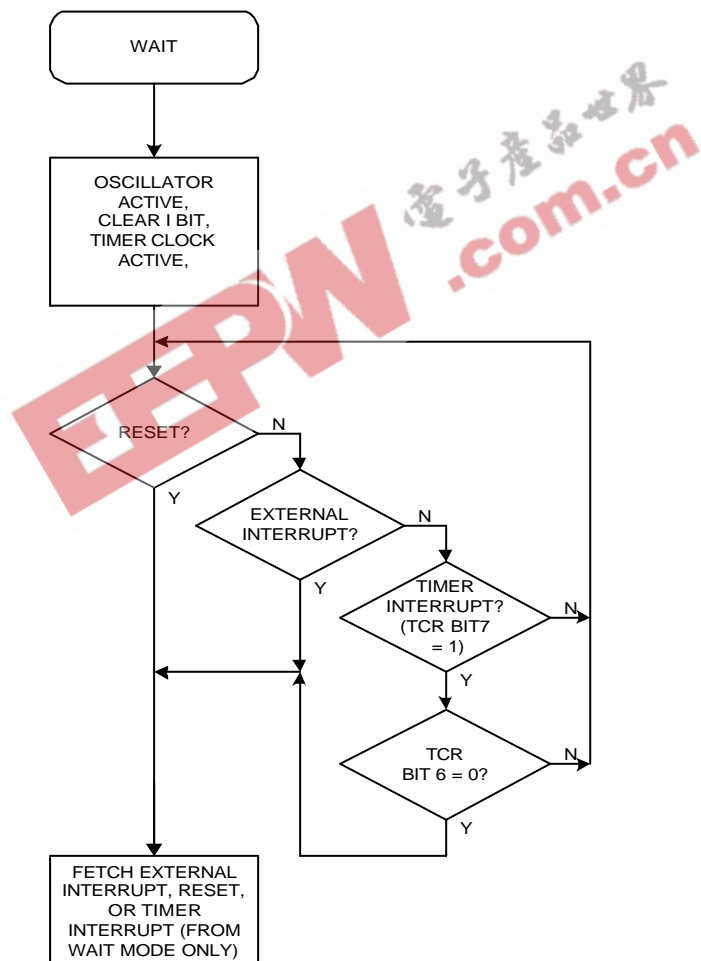 WAIT
OSCILLATOR
ACTIVE,
CLEAR I BIT,
TIMER CLOCK
ACTIVE,
電子產品世界
.com.cn
EEPW
RESET?
N
Y
EXTERNAL
INTERRUPT?
N
Y
TIMER
INTERRUPT?
(TCR BIT7
= 1)
N
Y
TCR
BIT 6 = 0?
N
Y
FETCH EXTERNAL
INTERRUPT, RESET,
OR TIMER
INTERRUPT (FROM
WAIT MODE ONLY)